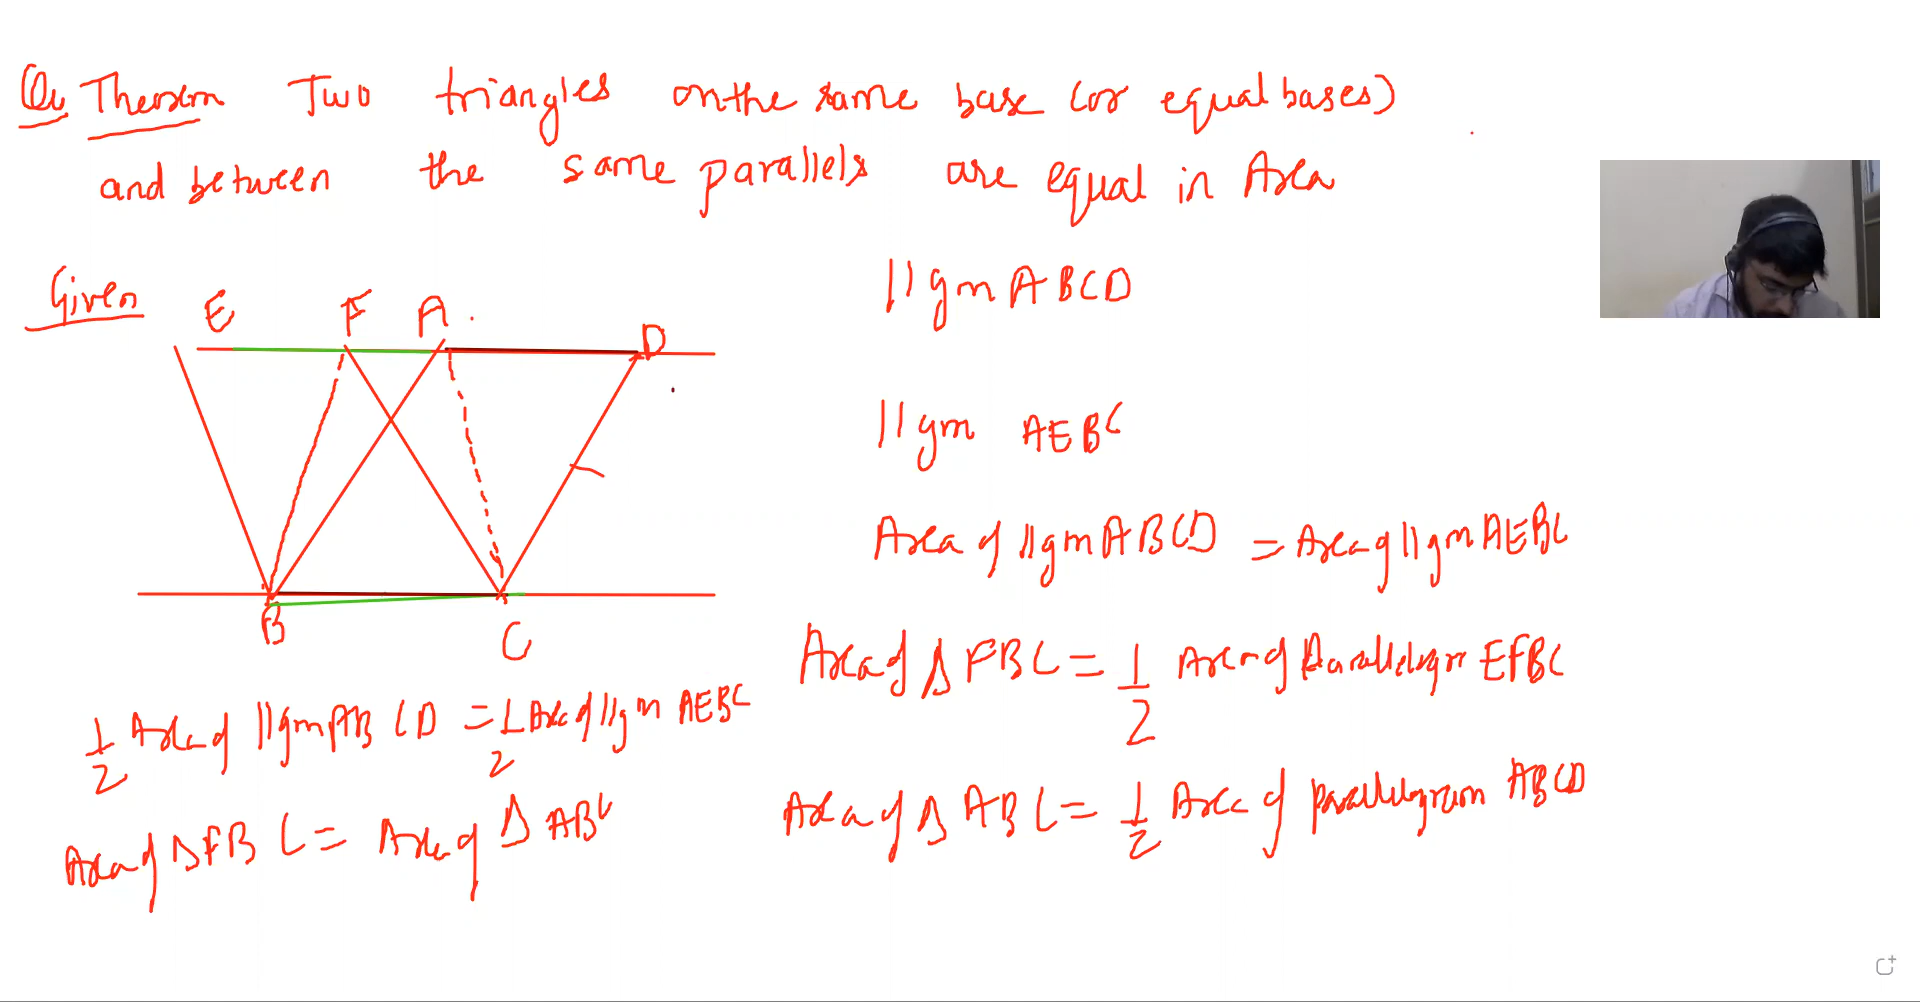 Q. Theorem Two triangles on the same base (or equal bases)
and between the same parallels are equal in Area
Given
E F A D
B C
||gm ABCD
||gm AEBC
Area of ||gm ABCD = Area of ||gm AEBC
Area of Δ FBC = 1/2 Area of Parallelogram EFBC
Area of Δ ABC = 1/2 Area of parallelogram ABCD
1/2 Area of ||gm ABCD = 1/2 Area of ||gm AEBC
Area of Δ FBC = Area of Δ ABC